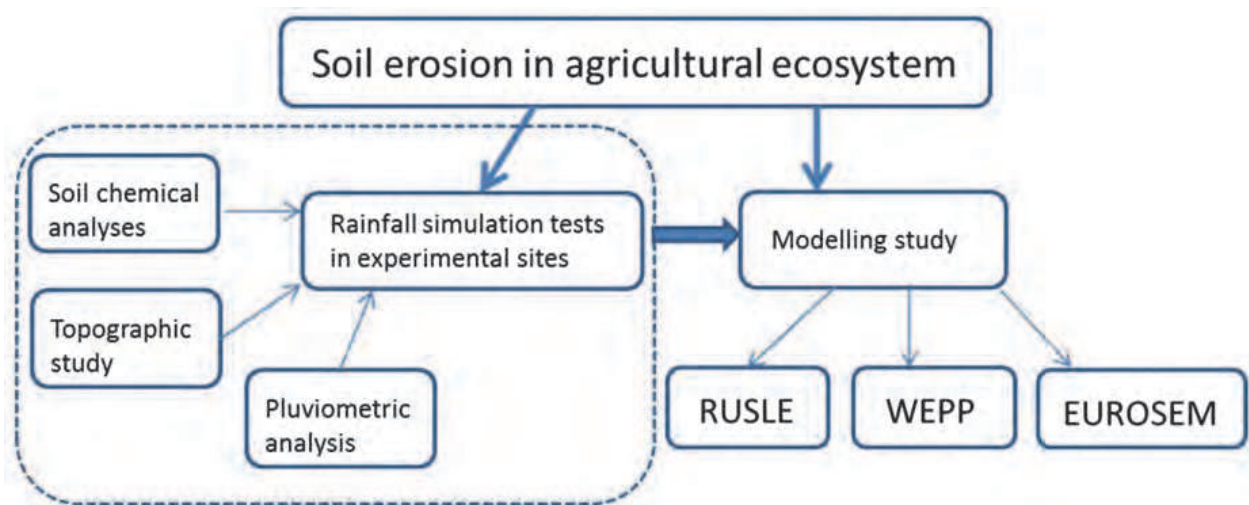 Soil erosion in agricultural ecosystem
Soil chemical
analyses
Rainfall simulation tests
in experimental sites
Modelling study
Topographic
study
Pluviometric
analysis
RUSLE
WEPP
EUROSEM